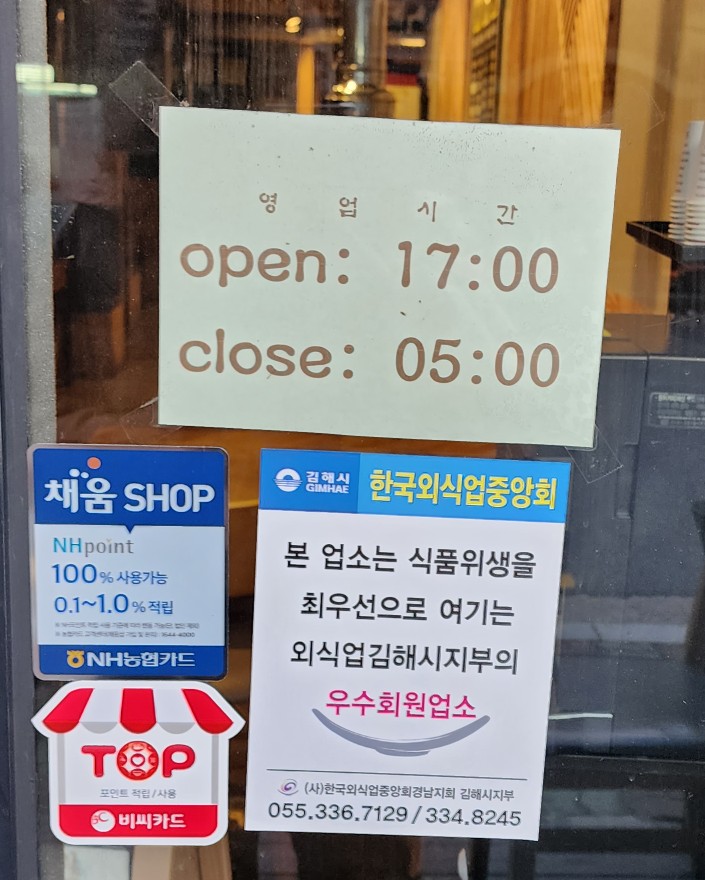 영 업 시 간
open: 17:00
close: 05:00
채움 SHOP
NHpoint
100% 사용가능
0.1~1.0% 적립
NH농협카드
TOP
포인트 적립/사용
비씨카드
김해시
GIMHAE
한국외식업중앙회
본 업소는 식품위생을
최우선으로 여기는
외식업김해시지부의
우수회원업소
(사)한국외식업중앙회경남지회 김해시지부
055.336.7129 / 334.8245